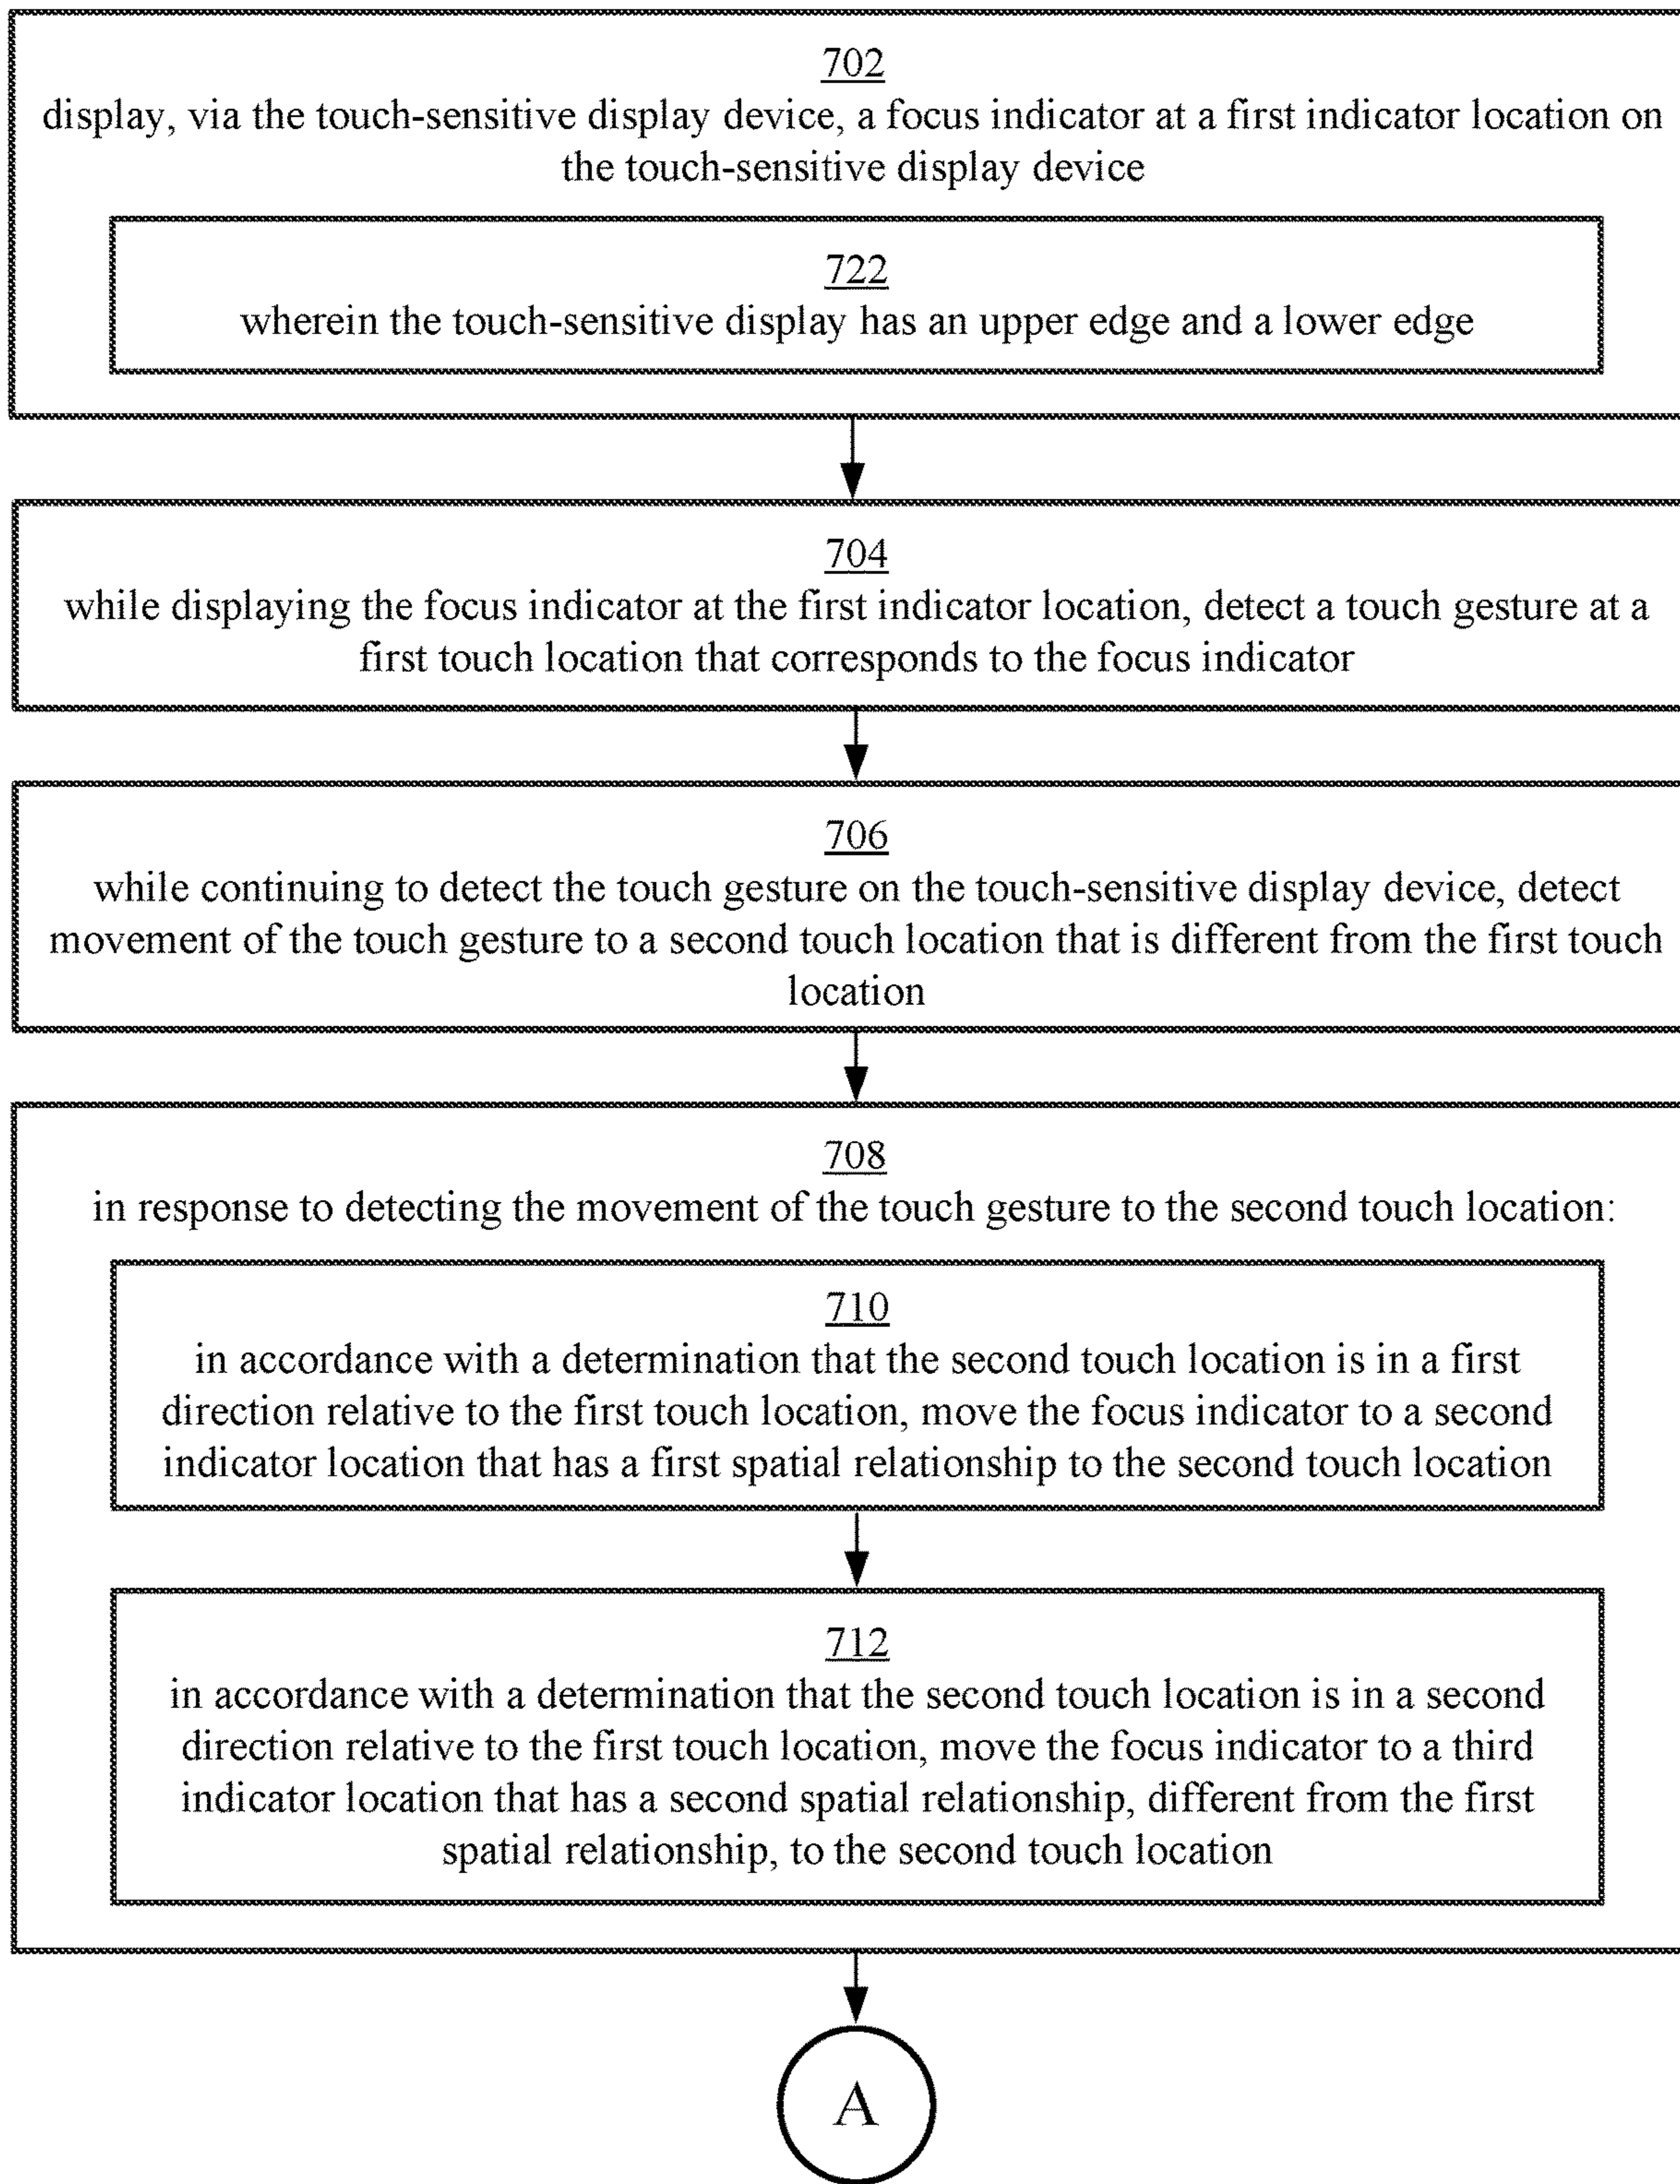 702
display, via the touch-sensitive display device, a focus indicator at a first indicator location on
the touch-sensitive display device
722
wherein the touch-sensitive display has an upper edge and a lower edge
704
while displaying the focus indicator at the first indicator location, detect a touch gesture at a
first touch location that corresponds to the focus indicator
706
while continuing to detect the touch gesture on the touch-sensitive display device, detect
movement of the touch gesture to a second touch location that is different from the first touch
location
708
in response to detecting the movement of the touch gesture to the second touch location:
710
in accordance with a determination that the second touch location is in a first
direction relative to the first touch location, move the focus indicator to a second
indicator location that has a first spatial relationship to the second touch location
712
in accordance with a determination that the second touch location is in a second
direction relative to the first touch location, move the focus indicator to a third
indicator location that has a second spatial relationship, different from the first
spatial relationship, to the second touch location
A